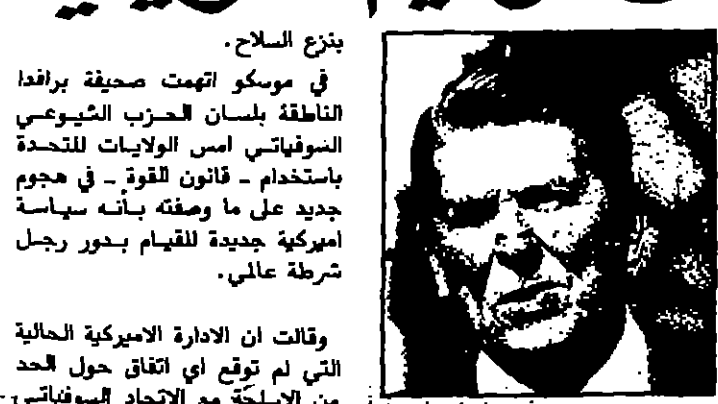 بنزع السلاح.
في موسكو اتهمت صحيفة برافدا
الناطقة بلسان الحزب الشيوعي
السوفياتي امس الولايات المتحدة
باستخدام - قانون القوة - في هجوم
جديد على ما وصفته بأنه سياسة
اميركية جديدة للقيام بدور رجل
شرطة عالمي.
وقالت ان الادارة الاميركية الحالية
التي لم توقع اي اتفاق حول الحد
من الاسلحة مع الاتحاد السوفياتي